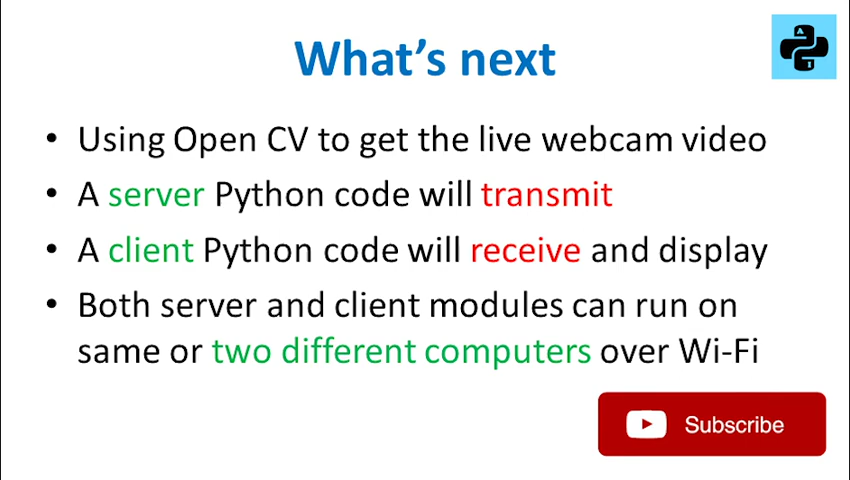 What's next
• Using Open CV to get the live webcam video
• A server Python code will transmit
• A client Python code will receive and display
• Both server and client modules can run on
same or two different computers over Wi-Fi
Subscribe